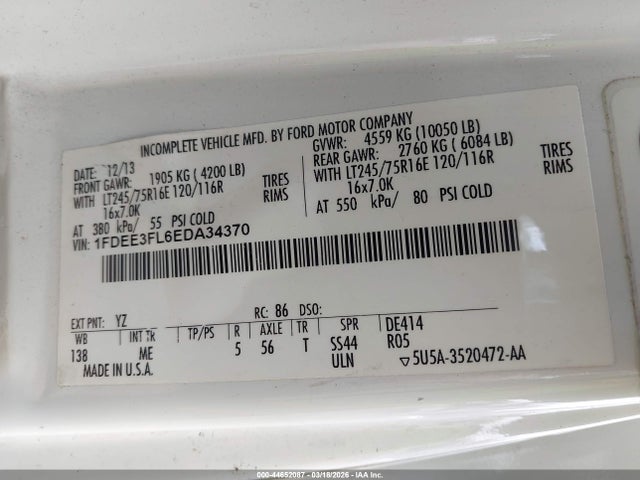 INCOMPLETE VEHICLE MFD. BY FORD MOTOR COMPANY
DATE: 12/13 GVWR: 4559 KG (10050 LB)
FRONT GAWR: 1905 KG ( 4200 LB) REAR GAWR: 2760 KG ( 6084 LB)
WITH LT245/75R16E 120/116R TIRES WITH LT245/75R16E 120/116R TIRES
16x7.0K RIMS 16x7.0K RIMS
AT 380 kPa/ 55 PSI COLD AT 550 kPa/ 80 PSI COLD
VIN: 1FDEE3FL6EDA34370
EXT PNT: YZ RC: 86 DSO:
WB INT TR TP/PS R AXLE TR SPR DE414
138 ME 5 56 T SS44 R05
ULN
MADE IN U.S.A. ▽5U5A-3520472-AA
#IAA-44652087 | 03/18/2026 | IAA Inc.